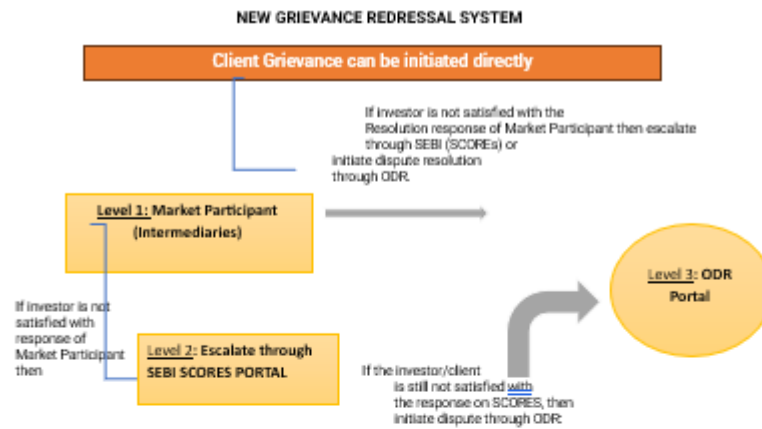 NEW GRIEVANCE REDRESSAL SYSTEM
Client Grievance can be initiated directly
If investor is not satisfied with the
Resolution response of Market Participant then escalate
through SEBI (SCOREs) or
initiate dispute resolution
through ODR.
Level 1: Market Participant
(Intermediaries)
Level 3: ODR
Portal
If investor is not
satisfied with
response of
Market Participant
then
Level 2: Escalate through
SEBI SCORES PORTAL
If the investor/client
is still not satisfied with
the response on SCORES, then
initiate dispute through ODR: